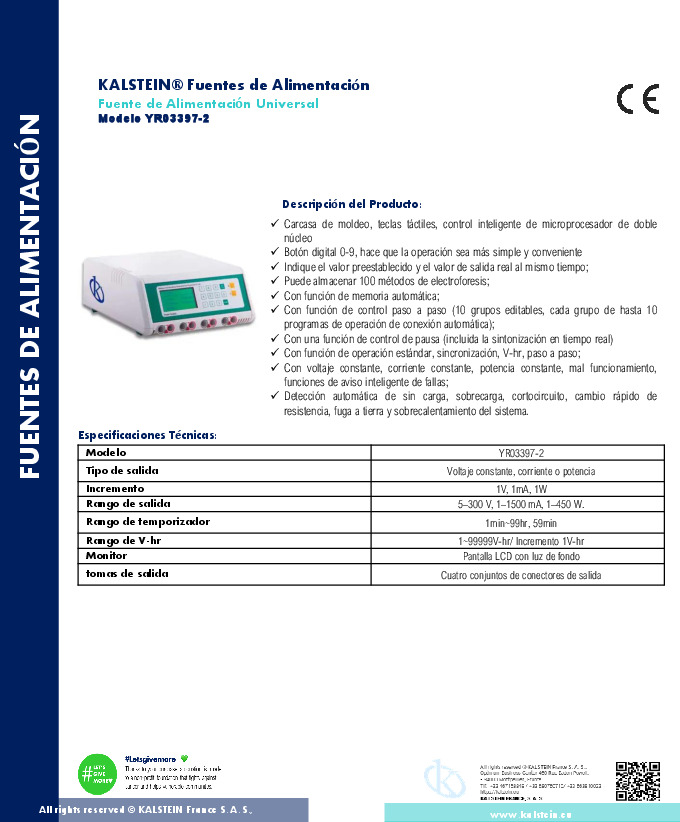 FUENTES DE ALIMENTACIÓN
KALSTEIN® Fuentes de Alimentación
Fuente de Alimentación Universal
Modelo YR03397-2
CE
Descripción del Producto:
✓ Carcasa de moldeo, teclas táctiles, control inteligente de microprocesador de doble
núcleo
✓ Botón digital 0-9, hace que la operación sea más simple y conveniente
✓ Indique el valor preestablecido y el valor de salida real al mismo tiempo;
✓ Puede almacenar 100 métodos de electroforesis;
✓ Con función de memoria automática;
✓ Con función de control paso a paso (10 grupos editables, cada grupo de hasta 10
programas de operación de conexión automática);
✓ Con una función de control de pausa (incluida la sintonización en tiempo real)
✓ Con función de operación estándar, sincronización, V-hr, paso a paso;
✓ Con voltaje constante, corriente constante, potencia constante, mal funcionamiento,
funciones de aviso inteligente de fallas;
✓ Detección automática de sin carga, sobrecarga, cortocircuito, cambio rápido de
resistencia, fuga a tierra y sobrecalentamiento del sistema.
Especificaciones Técnicas:
Modelo YR03397-2
Tipo de salida Voltaje constante, corriente o potencia
Incremento 1V, 1mA, 1W
Rango de salida 5–300 V, 1–1500 mA, 1–450 W.
Rango de temporizador 1min~99hr, 59min
Rango de V-hr 1~99999V-hr/ Incremento 1V-hr
Monitor Pantalla LCD con luz de fondo
tomas de salida Cuatro conjuntos de conectores de salida
# LET'S
GIVE
MORE
#Letsgivemore
All rights reserved © KALSTEIN France S. A. S.,
KALSTEIN FRANCE, S. A. S
All rights reserved © KALSTEIN France S. A. S.,
www.kalstein.co